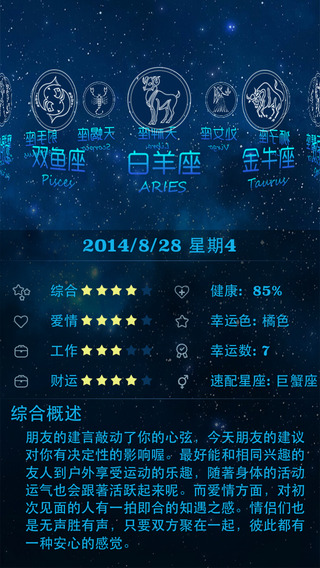 双鱼座
白羊座
金牛座
Pisces
ARIES
Taurus
2014/8/28 星期4
综合
健康: 85%
爱情
幸运色: 橘色
工作
幸运数: 7
财运
速配星座: 巨蟹座
综合概述
朋友的建言敲动了你的心弦。今天朋友的建议
对你有决定性的影响喔。最好能和相同兴趣的
友人到户外享受运动的乐趣，随著身体的活动
运气也会跟著活跃起来呢。而爱情方面，对初
次见面的人有一拍即合的知遇之感。情侣们也
是无声胜有声，只要双方聚在一起，彼此都有
一种安心的感觉。